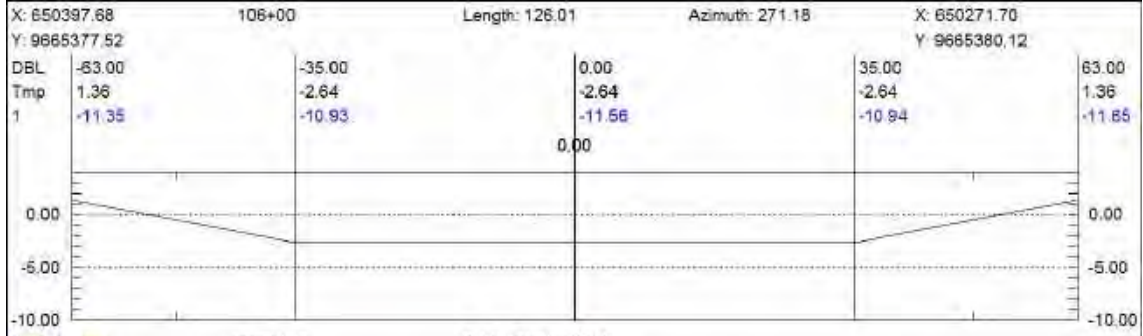 X: 650397.68 106+00 Length: 126.01 Azimuth: 271.18 X: 650271.70
Y: 9665377.52 Y: 9665380.12
DBL -63.00 -35.00 0.00 35.00 63.00
Tmp 1.36 -2.64 -2.64 -2.64 1.36
1 -11.35 -10.93 -11.56 -10.94 -11.65
0.00
0.00 0.00
-5.00 -5.00
-10.00 -10.00